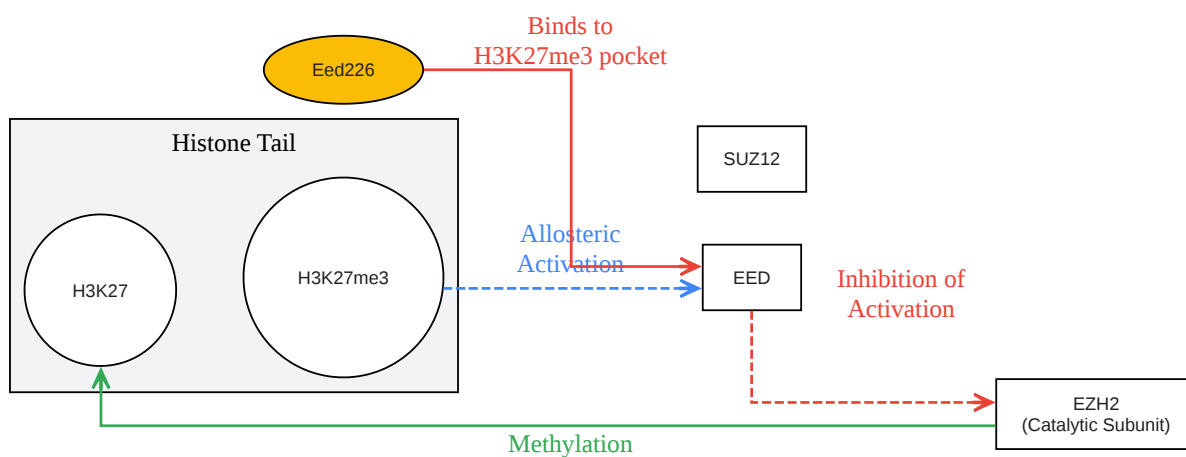 Binds to
H3K27me3 pocket
Eed226
Histone Tail
SUZ12
Allosteric
Activation
H3K27
H3K27me3
EED
Inhibition of
Activation
EZH2
(Catalytic Subunit)
Methylation